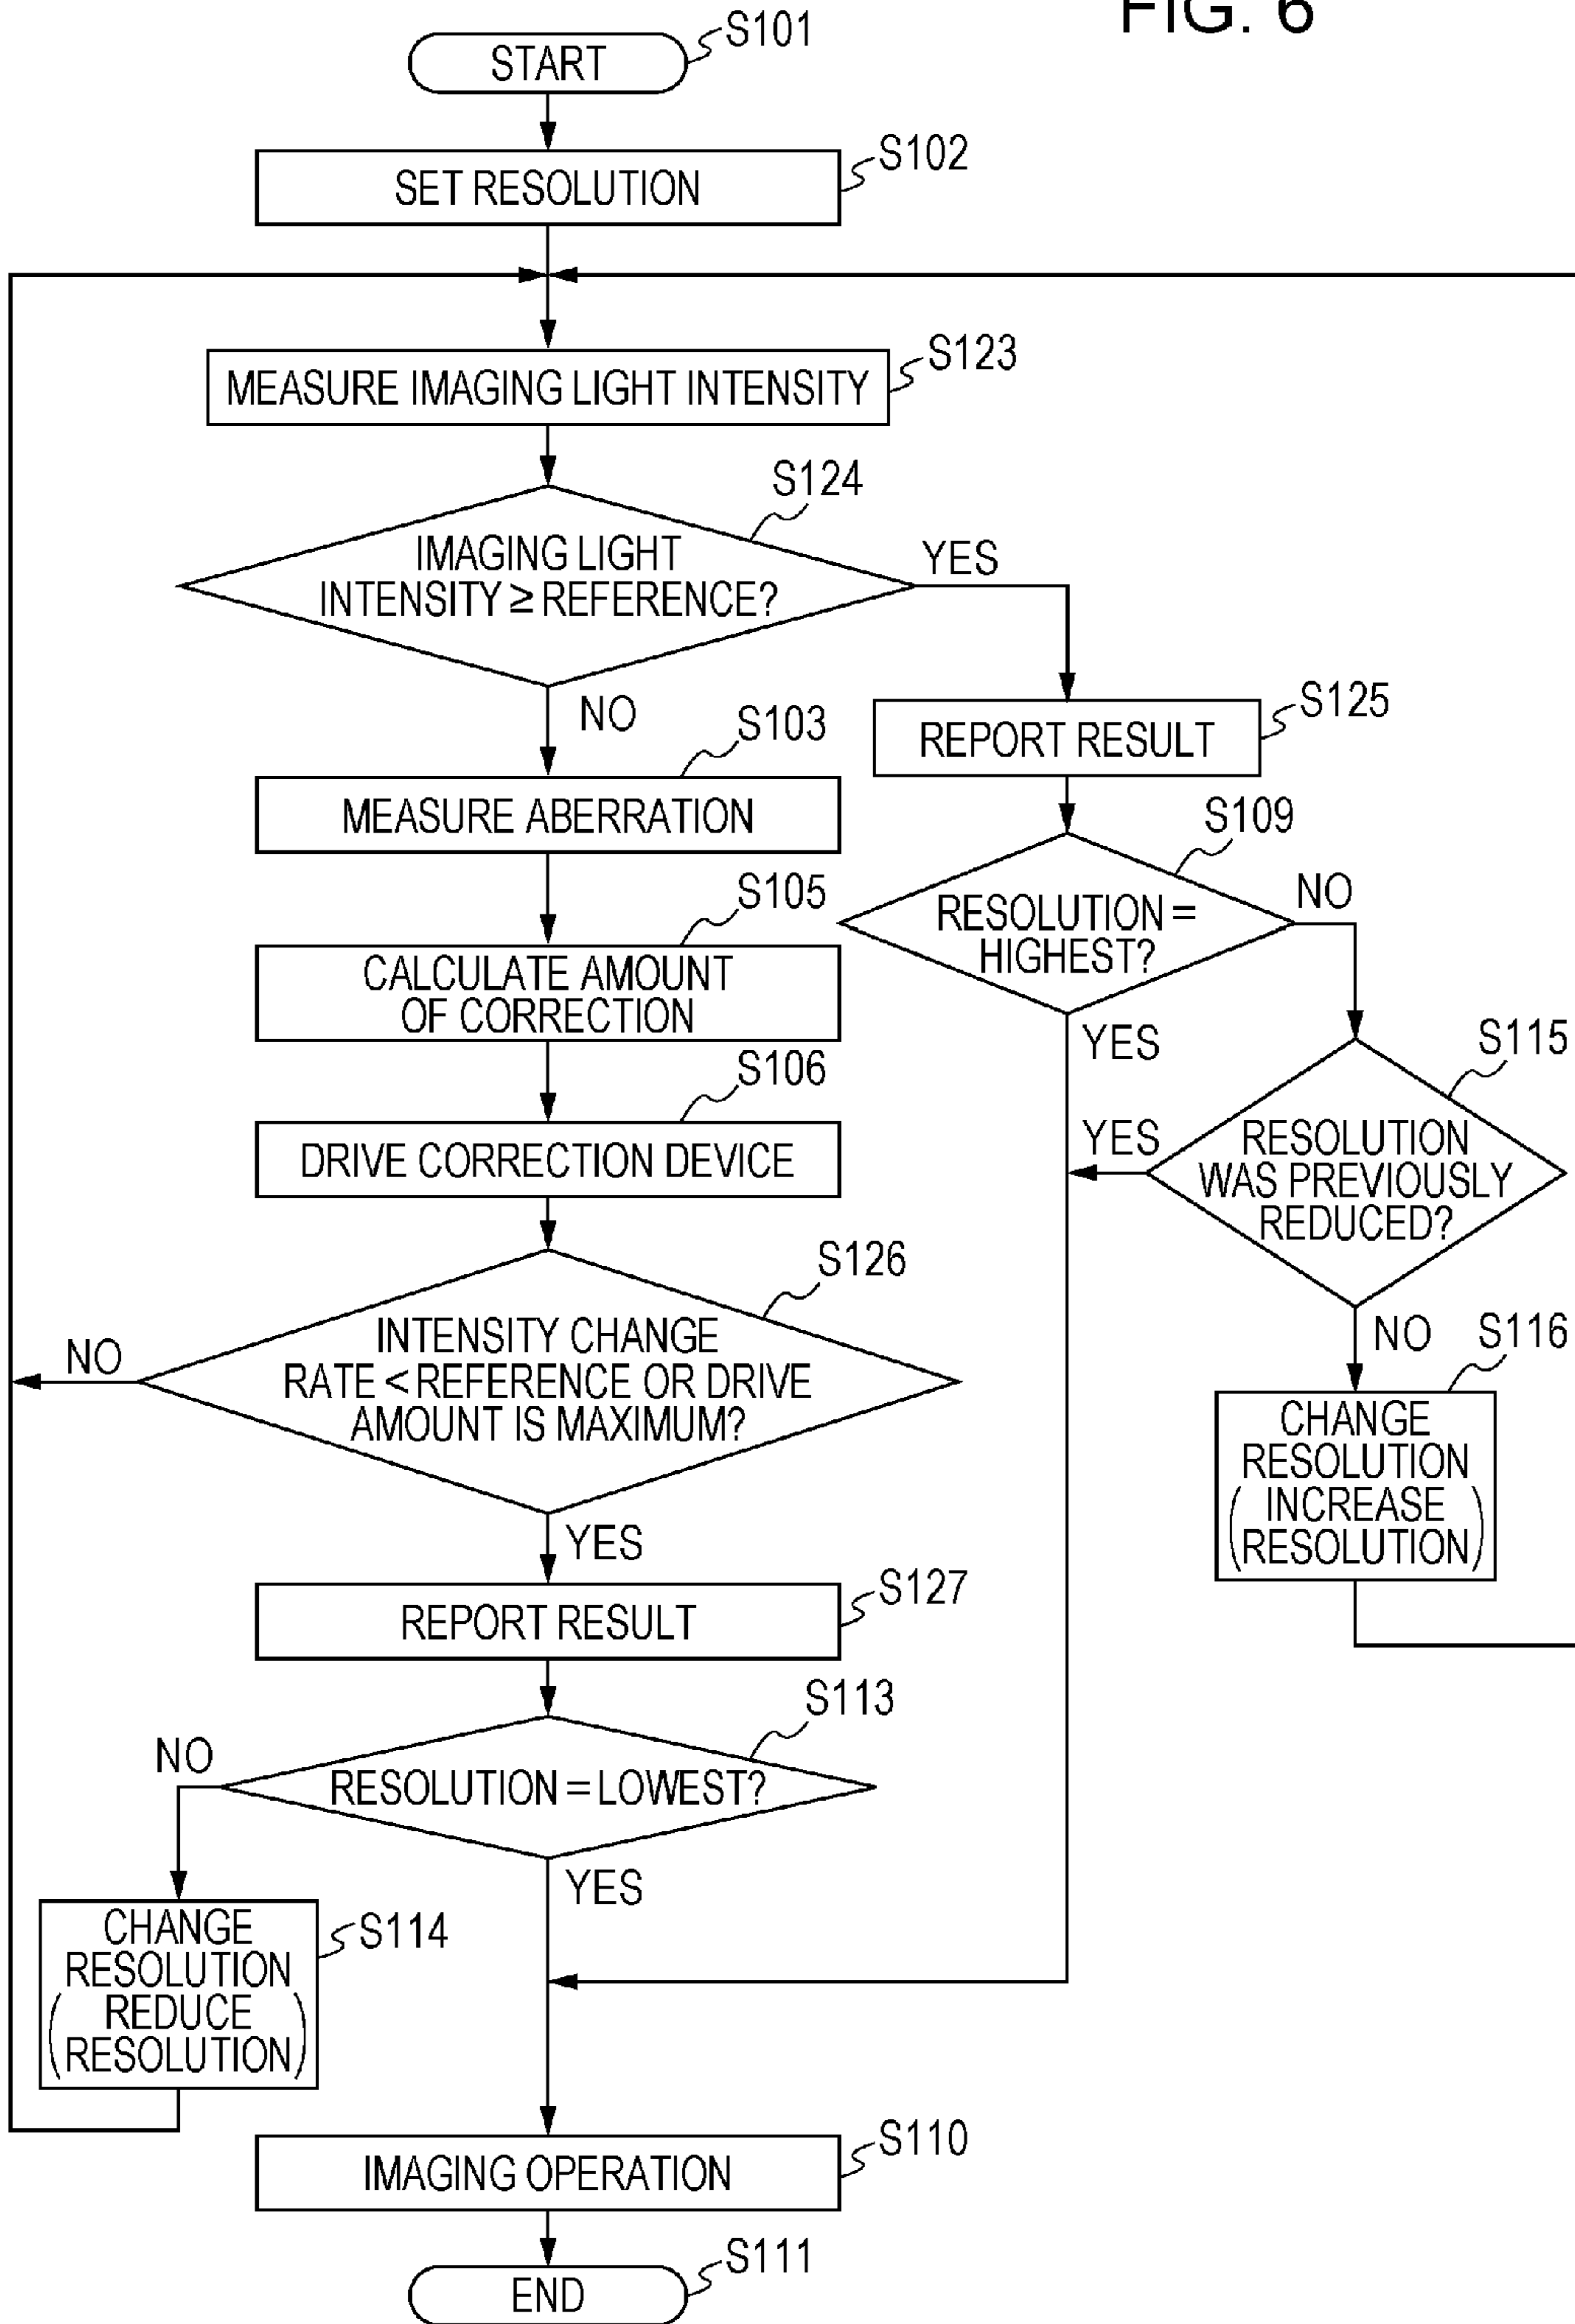 FIG. 6
START
S101
SET RESOLUTION
S102
MEASURE IMAGING LIGHT INTENSITY
S123
IMAGING LIGHT
INTENSITY ≥ REFERENCE?
S124
YES
NO
REPORT RESULT
S125
MEASURE ABERRATION
S103
RESOLUTION =
HIGHEST?
S109
NO
YES
CALCULATE AMOUNT
OF CORRECTION
S105
DRIVE CORRECTION DEVICE
S106
RESOLUTION
WAS PREVIOUSLY
REDUCED?
S115
YES
NO
INTENSITY CHANGE
RATE < REFERENCE OR DRIVE
AMOUNT IS MAXIMUM?
S126
NO
YES
CHANGE
RESOLUTION
( INCREASE
RESOLUTION )
S116
REPORT RESULT
S127
RESOLUTION = LOWEST?
S113
NO
YES
CHANGE
RESOLUTION
( REDUCE
RESOLUTION )
S114
IMAGING OPERATION
S110
END
S111